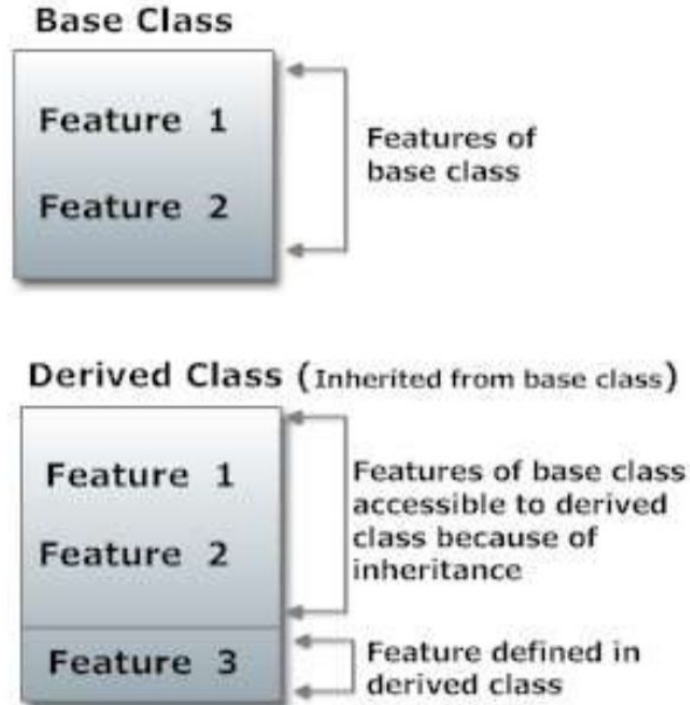 Base Class
Feature 1
Feature 2
Features of
base class
Derived Class (Inherited from base class)
Feature 1
Feature 2
Features of base class
accessible to derived
class because of
inheritance
Feature 3
Feature defined in
derived class